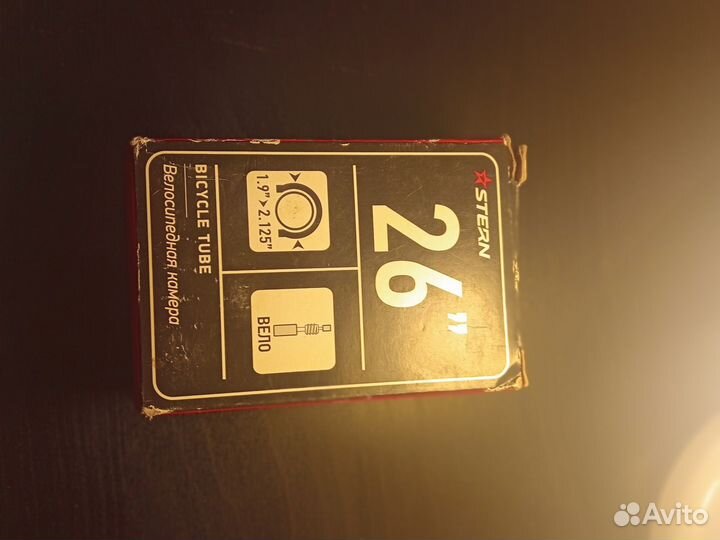 STERN
26"
1.9" > 2.125"
ВЕЛО
BICYCLE TUBE
Велосипедная камера
Avito